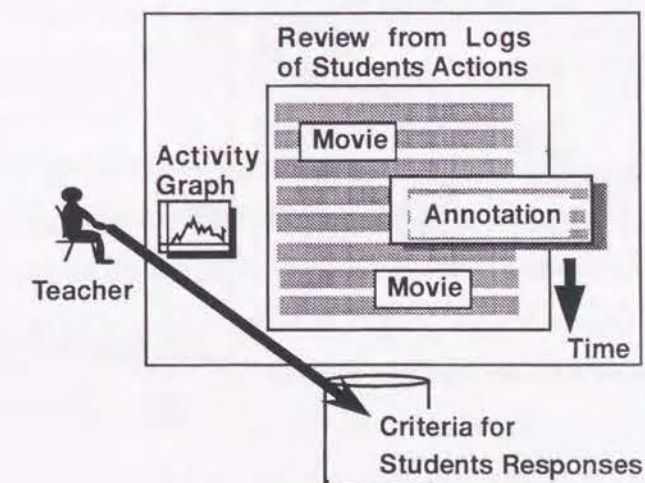 Review from Logs
of Students Actions
Movie
Activity
Graph
Annotation
Teacher
Movie
Time
Criteria for
Students Responses